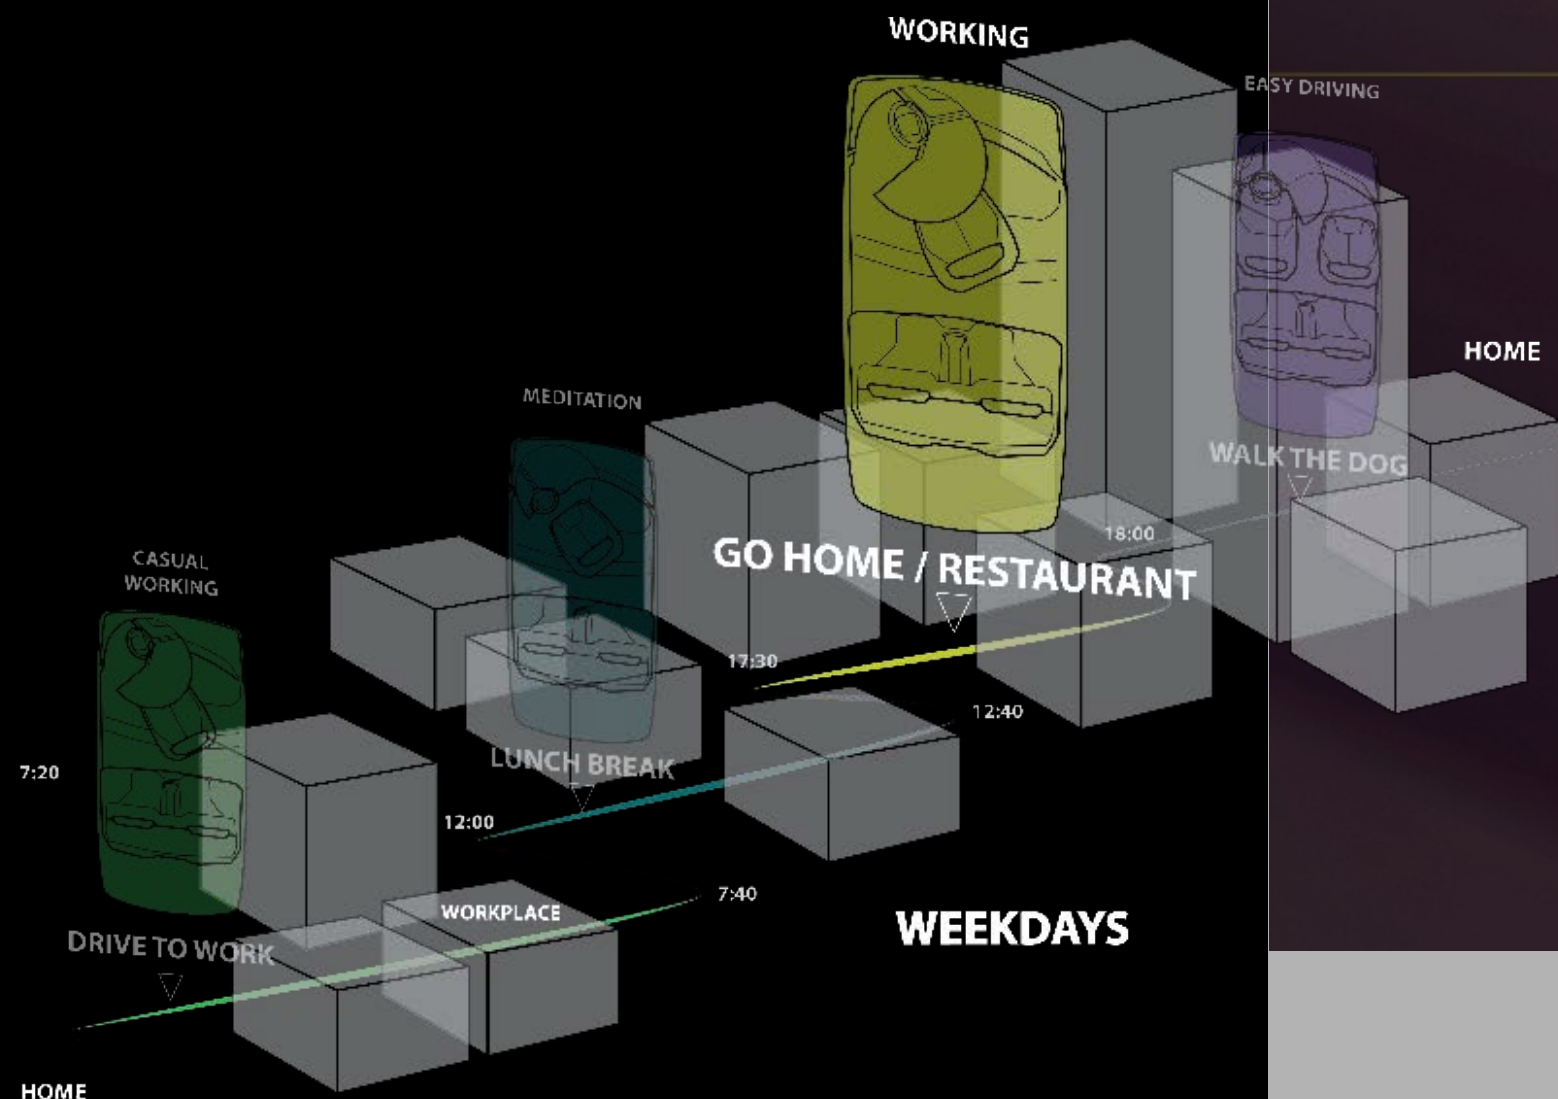 WORKING
EASY DRIVING
HOME
MEDITATION
WALK THE DOG
18:00
GO HOME / RESTAURANT
CASUAL
WORKING
17:30
12:40
LUNCH BREAK
7:20
12:00
7:40
WORKPLACE
WEEKDAYS
DRIVE TO WORK
HOME